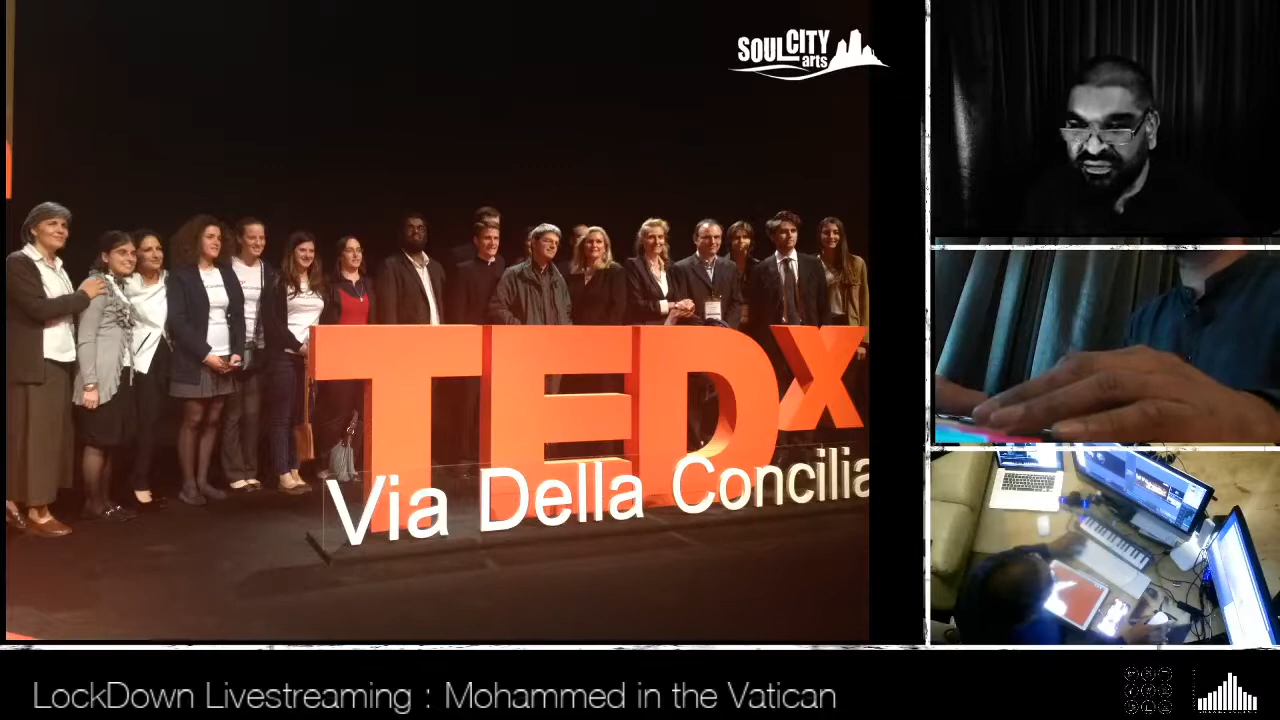 SOUL CITY
arts
TEDx
Via Della Concilia
LockDown Livestreaming : Mohammed in the Vatican